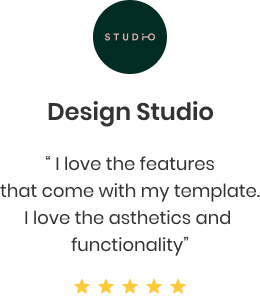 STUDIO
Design Studio
“ I love the features
that come with my template.
I love the asthetics and
functionality”